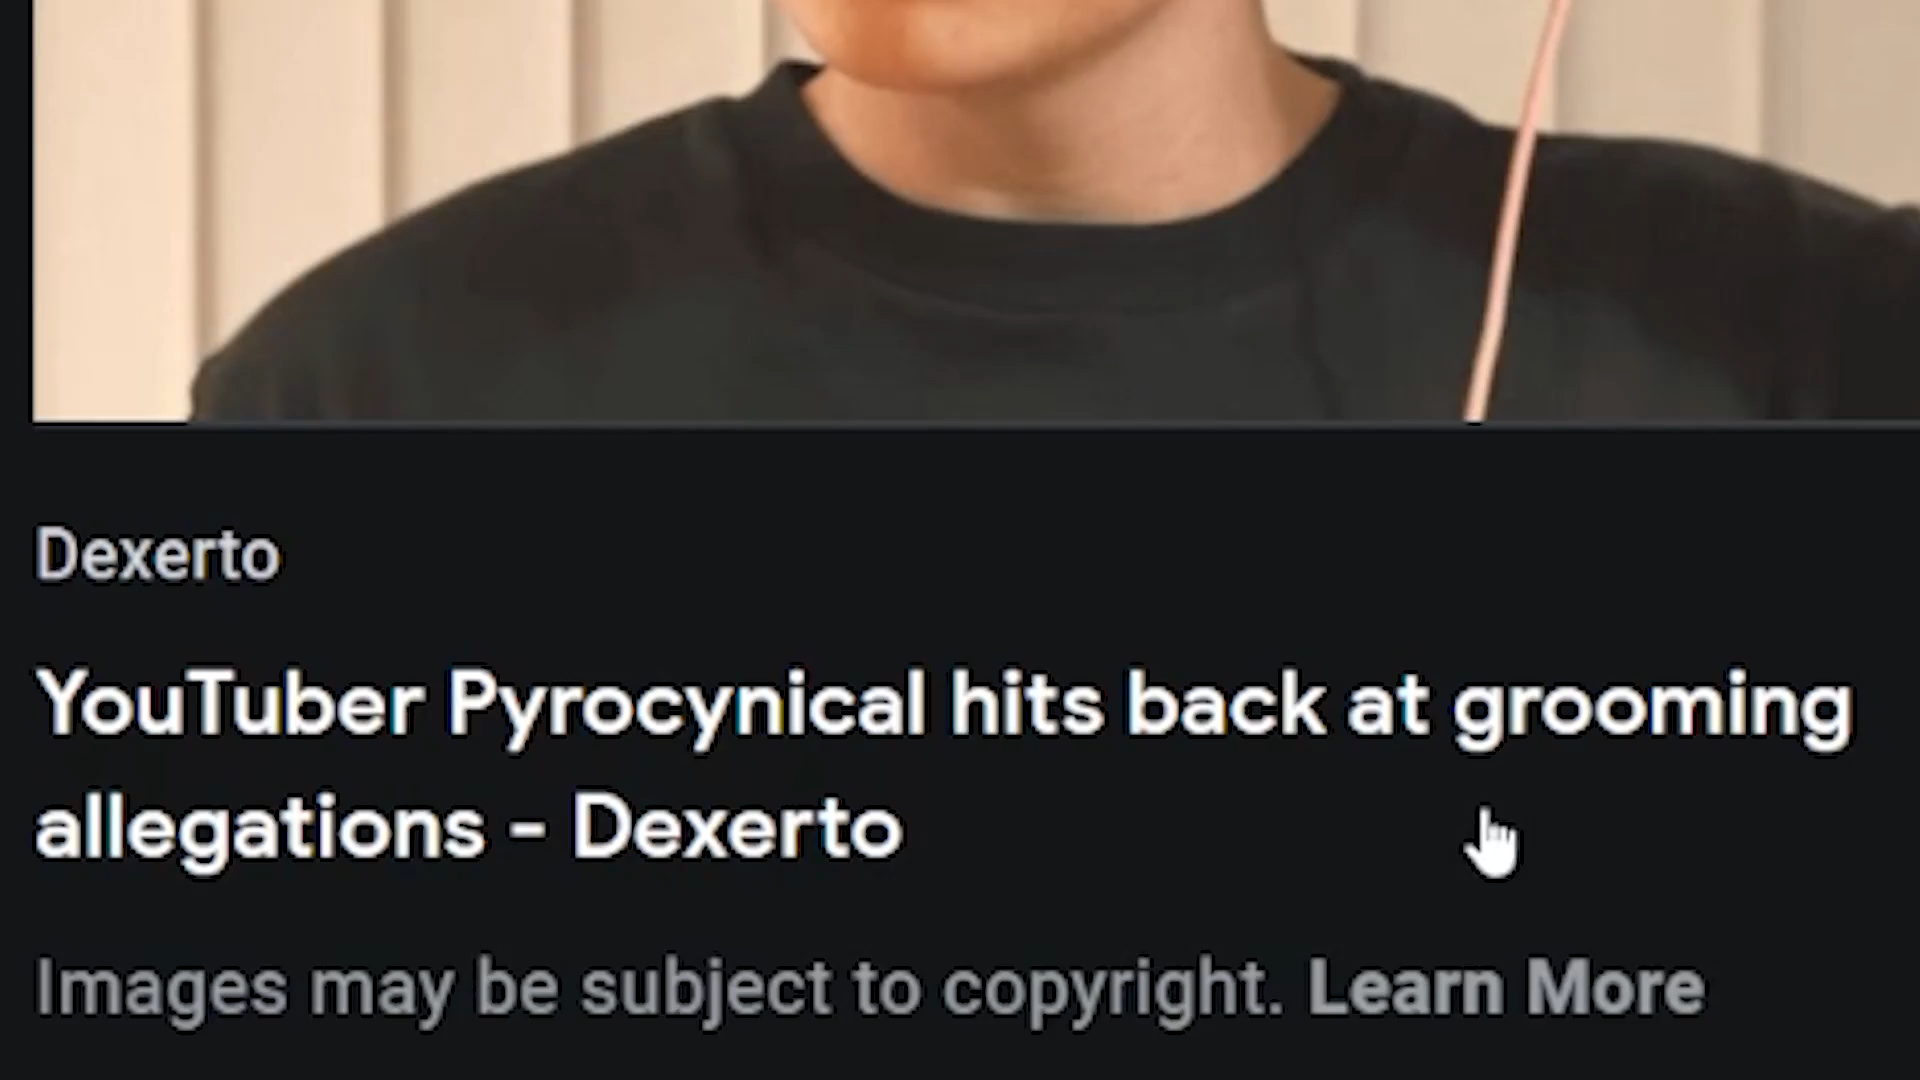 Dexerto
YouTuber Pyrocynical hits back at grooming
allegations - Dexerto
Images may be subject to copyright. Learn More